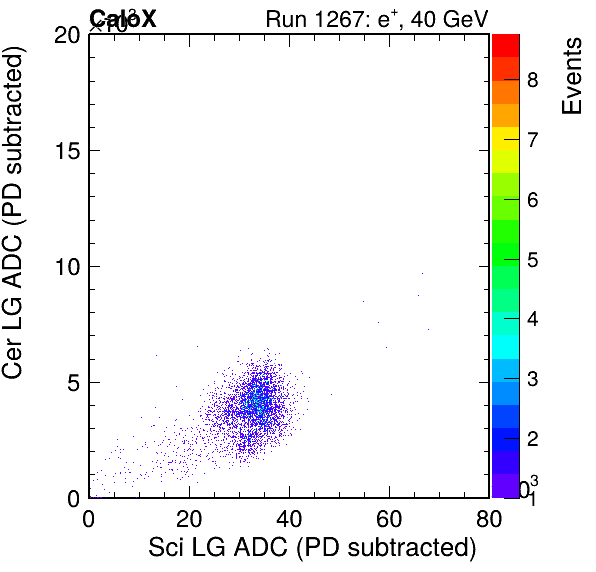 CaloX
×10³
Run 1267: e⁺, 40 GeV
Events
Cer LG ADC (PD subtracted)
20
15
10
5
0
8
7
6
5
4
3
2
1
0 20 40 60 80
Sci LG ADC (PD subtracted)